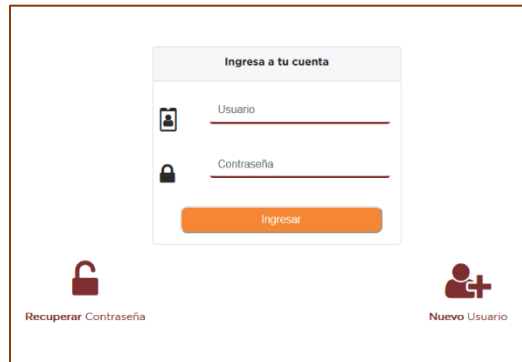 Ingresa a tu cuenta
Usuario
Contraseña
Ingresar
Recuperar Contraseña
Nuevo Usuario